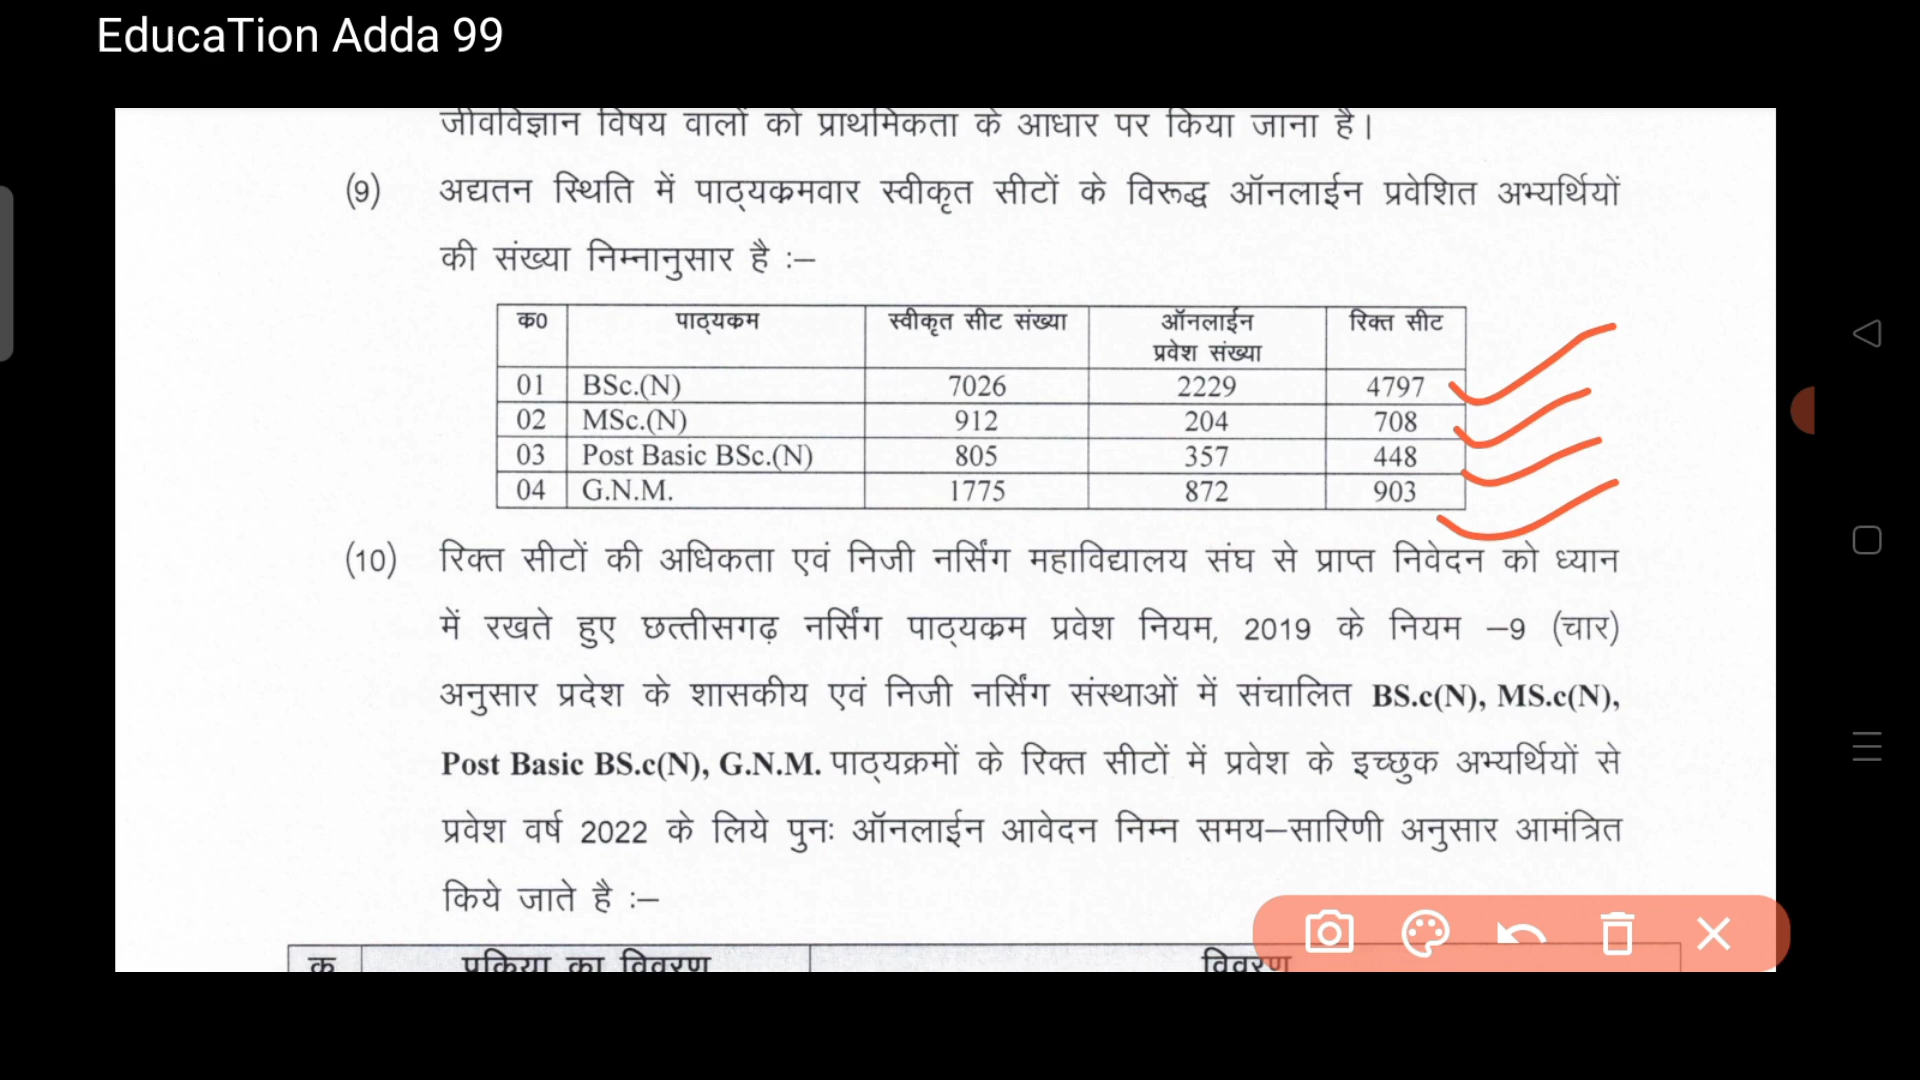 EducaTion Adda 99
जीवविज्ञान विषय वालों को प्राथमिकता के आधार पर किया जाना है।
(9) अद्यतन स्थिति में पाठ्यक्रमवार स्वीकृत सीटों के विरूद्ध ऑनलाईन प्रवेशित अभ्यर्थियों
की संख्या निम्नानुसार है :–
क0 पाठ्यक्रम स्वीकृत सीट संख्या ऑनलाईन प्रवेश संख्या रिक्त सीट
01 BSc.(N) 7026 2229 4797
02 MSc.(N) 912 204 708
03 Post Basic BSc.(N) 805 357 448
04 G.N.M. 1775 872 903
(10) रिक्त सीटों की अधिकता एवं निजी नर्सिंग महाविद्यालय संघ से प्राप्त निवेदन को ध्यान
में रखते हुए छत्तीसगढ़ नर्सिंग पाठ्यक्रम प्रवेश नियम, 2019 के नियम –9 (चार)
अनुसार प्रदेश के शासकीय एवं निजी नर्सिंग संस्थाओं में संचालित BS.c(N), MS.c(N),
Post Basic BS.c(N), G.N.M. पाठ्यक्रमों के रिक्त सीटों में प्रवेश के इच्छुक अभ्यर्थियों से
प्रवेश वर्ष 2022 के लिये पुनः ऑनलाईन आवेदन निम्न समय–सारिणी अनुसार आमंत्रित
किये जाते है :–
क प्रक्रिया का विवरण विवरण